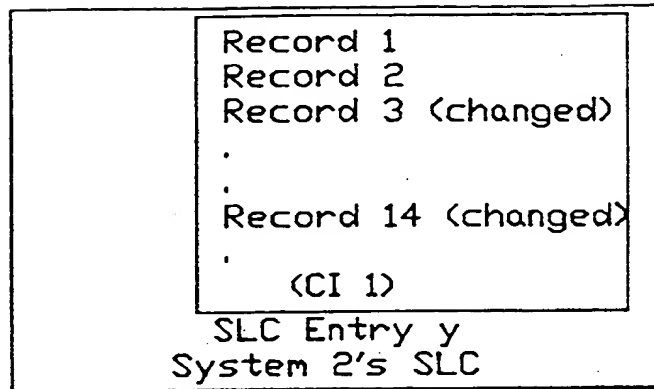 Record 1
Record 2
Record 3 (changed)
.
.
Record 14 (changed)
.
(CI 1)
SLC Entry y
System 2's SLC